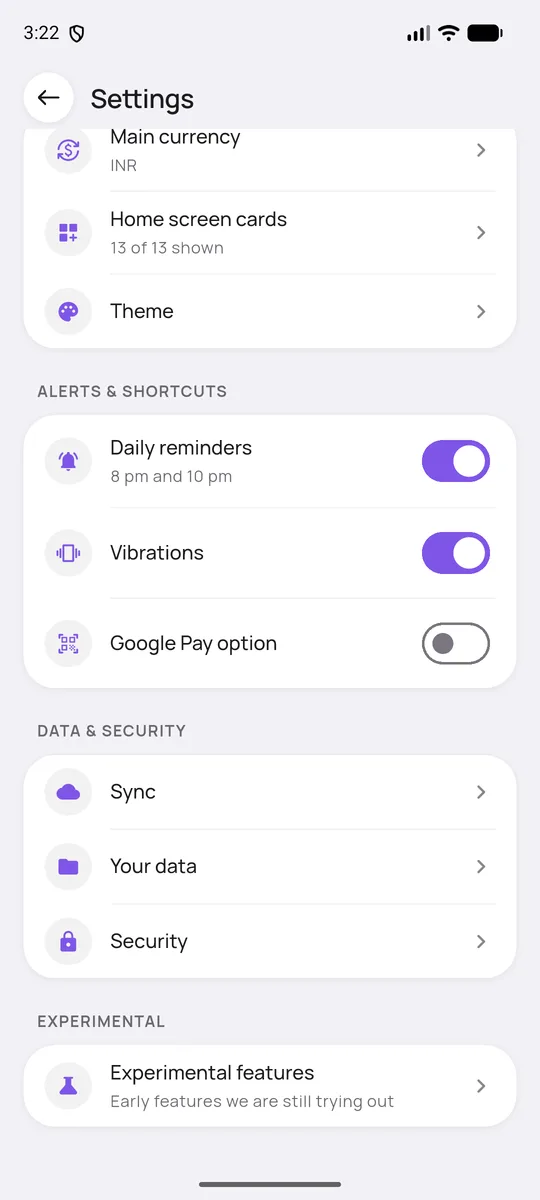 3:22
Settings
Main currency
INR
Home screen cards
13 of 13 shown
Theme
ALERTS & SHORTCUTS
Daily reminders
8 pm and 10 pm
Vibrations
Google Pay option
DATA & SECURITY
Sync
Your data
Security
EXPERIMENTAL
Experimental features
Early features we are still trying out